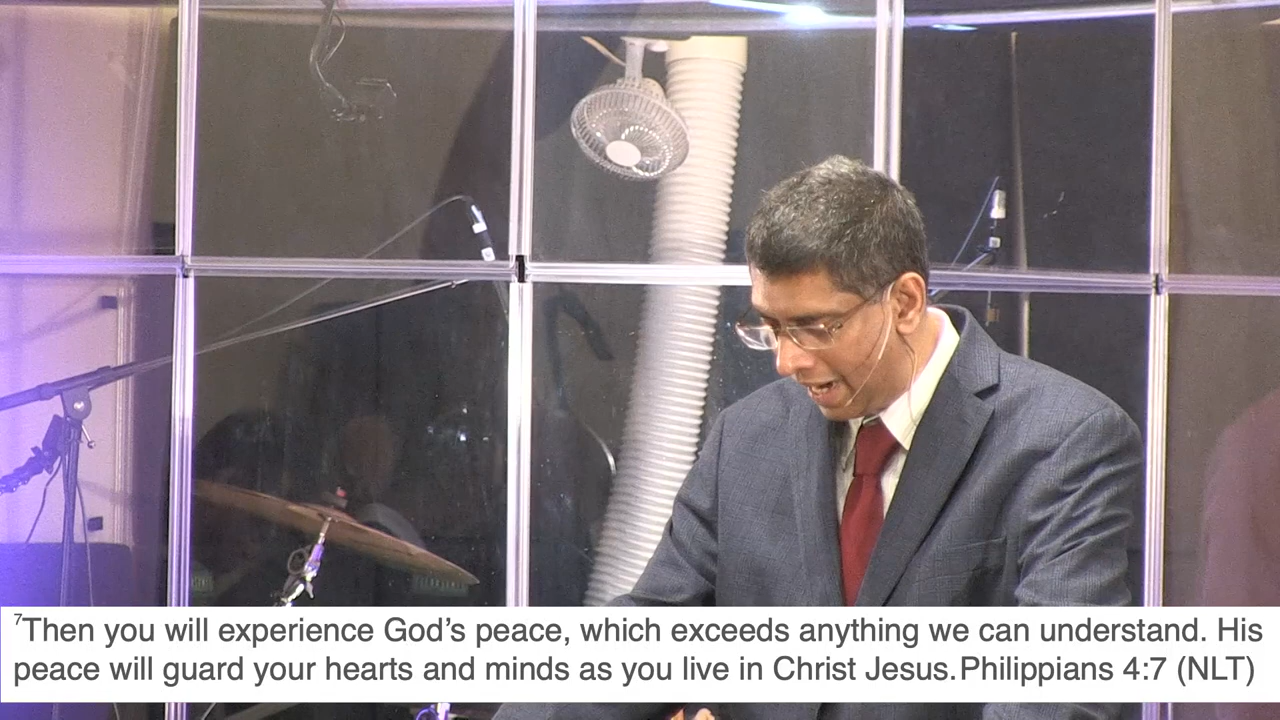 ⁷Then you will experience God’s peace, which exceeds anything we can understand. His
peace will guard your hearts and minds as you live in Christ Jesus.Philippians 4:7 (NLT)